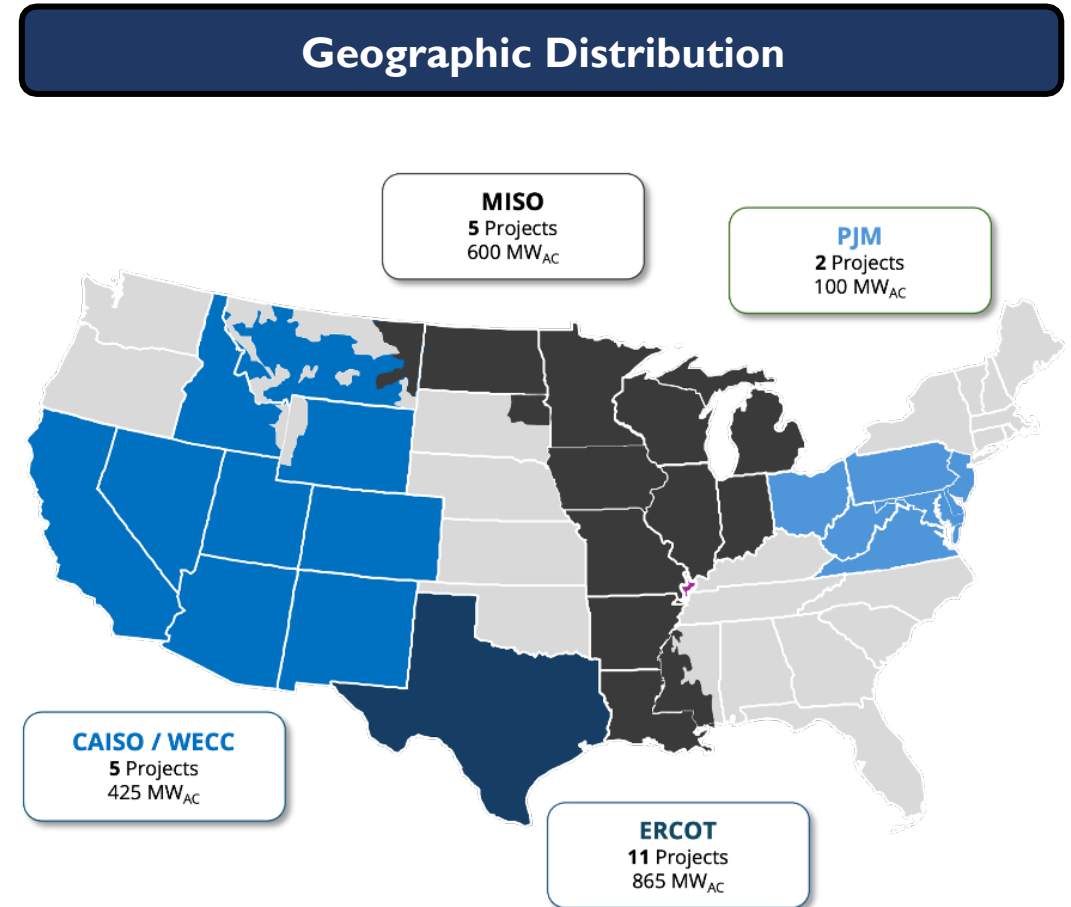 Geographic Distribution
MISO
5 Projects
600 MWAC
PJM
2 Projects
100 MWAC
CAISO / WECC
5 Projects
425 MWAC
ERCOT
11 Projects
865 MWAC